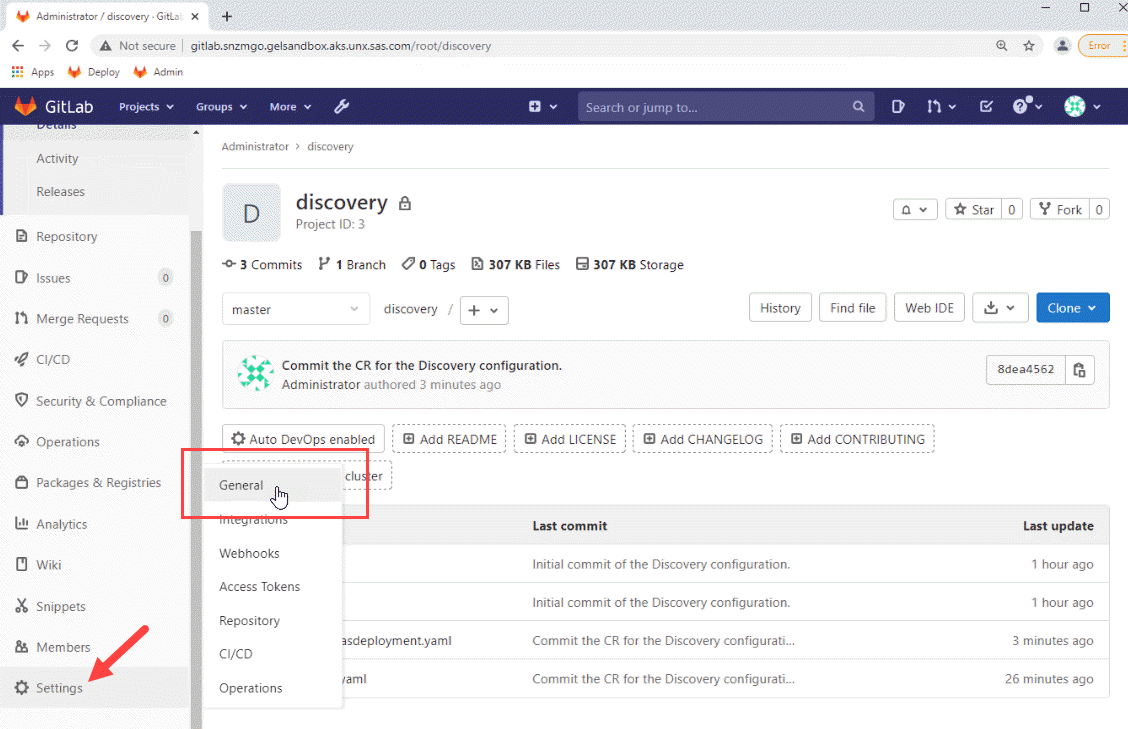 Administrator / discovery · GitLab
Not secure gitlab.snzmgo.gelsandbox.aks.unx.sas.com/root/discovery Error
Apps Deploy Admin
GitLab Projects Groups More Search or jump to...
Details
Activity
Releases
Repository
Issues 0
Merge Requests 0
CI/CD
Security & Compliance
Operations
Packages & Registries
Analytics
Wiki
Snippets
Members
Settings
Administrator > discovery
D
discovery
Project ID: 3
Star 0 Fork 0
3 Commits 1 Branch 0 Tags 307 KB Files 307 KB Storage
master discovery / + History Find file Web IDE Clone
Commit the CR for the Discovery configuration.
Administrator authored 3 minutes ago
8dea4562
Auto DevOps enabled Add README Add LICENSE Add CHANGELOG Add CONTRIBUTING
cluster
General
Integrations
Webhooks
Access Tokens
Repository
CI/CD
Operations
Last commit Last update
Initial commit of the Discovery configuration. 1 hour ago
Initial commit of the Discovery configuration. 1 hour ago
asdeployment.yaml Commit the CR for the Discovery configurati... 3 minutes ago
yaml Commit the CR for the Discovery configurati... 26 minutes ago